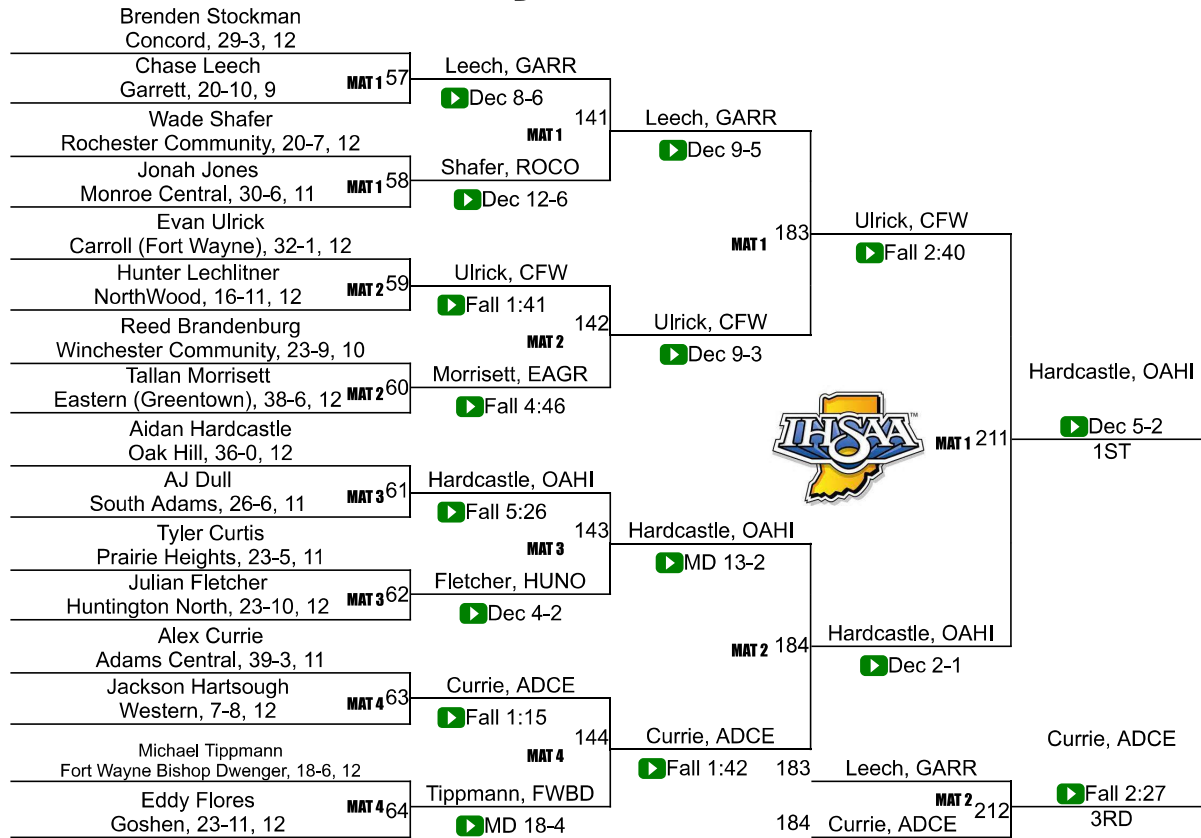 Brenden Stockman
Concord, 29-3, 12
Chase Leech
Garrett, 20-10, 9
MAT 1 57
Leech, GARR
Dec 8-6
Wade Shafer
Rochester Community, 20-7, 12
Jonah Jones
Monroe Central, 30-6, 11
MAT 1 58
Shafer, ROCO
Dec 12-6
MAT 1 141
Leech, GARR
Dec 9-5
Evan Ulrick
Carroll (Fort Wayne), 32-1, 12
Hunter Lechlitner
NorthWood, 16-11, 12
MAT 2 59
Ulrick, CFW
Fall 1:41
Reed Brandenburg
Winchester Community, 23-9, 10
Tallan Morrisett
Eastern (Greentown), 38-6, 12
MAT 2 60
Morrisett, EAGR
Fall 4:46
MAT 2 142
Ulrick, CFW
Dec 9-3
MAT 1 183
Ulrick, CFW
Fall 2:40
Aidan Hardcastle
Oak Hill, 36-0, 12
AJ Dull
South Adams, 26-6, 11
MAT 3 61
Hardcastle, OAHI
Fall 5:26
Tyler Curtis
Prairie Heights, 23-5, 11
Julian Fletcher
Huntington North, 23-10, 12
MAT 3 62
Fletcher, HUNO
Dec 4-2
MAT 3 143
Hardcastle, OAHI
MD 13-2
Alex Currie
Adams Central, 39-3, 11
Jackson Hartsough
Western, 7-8, 12
MAT 4 63
Currie, ADCE
Fall 1:15
Michael Tippmann
Fort Wayne Bishop Dwenger, 18-6, 12
Eddy Flores
Goshen, 23-11, 12
MAT 4 64
Tippmann, FWBD
MD 18-4
MAT 4 144
Currie, ADCE
Fall 1:42
MAT 2 184
Hardcastle, OAHI
Dec 2-1
IHSAA
TM
MAT 1 211
Hardcastle, OAHI
Dec 5-2
1ST
183
Leech, GARR
184
Currie, ADCE
MAT 2 212
Currie, ADCE
Fall 2:27
3RD